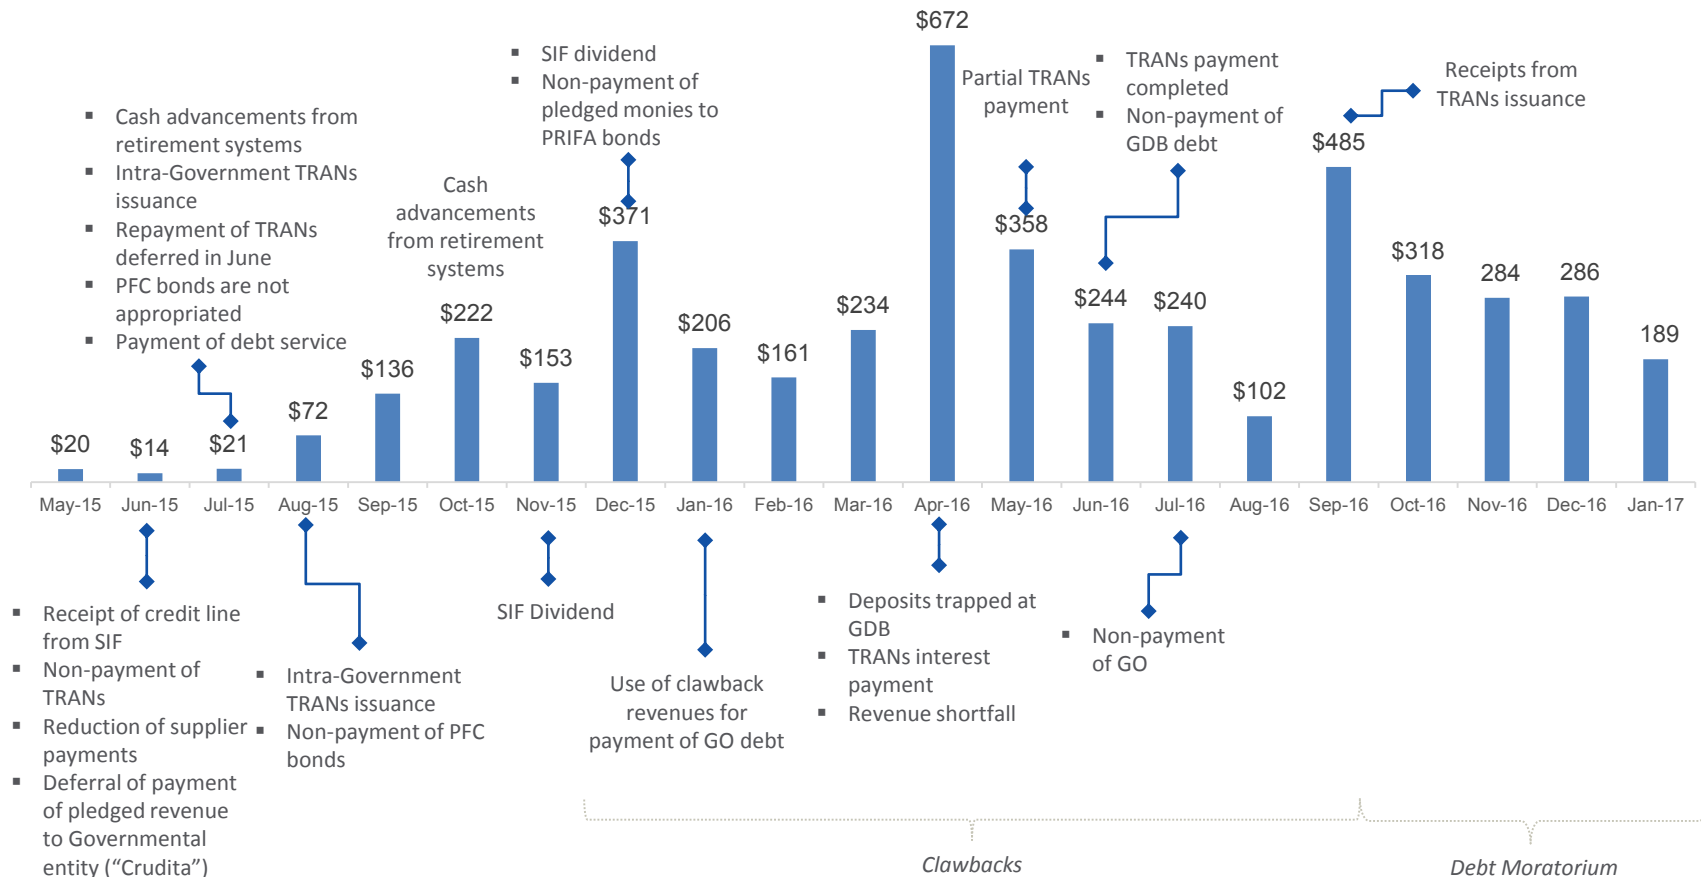 $672
▪ SIF dividend
▪ Non-payment of
pledged monies to
PRIFA bonds
▪ TRANs payment
completed
▪ Non-payment of
GDB debt
Partial TRANs
payment
Receipts from
TRANs issuance
▪ Cash advancements from
retirement systems
▪ Intra-Government TRANs
issuance
▪ Repayment of TRANs
deferred in June
▪ PFC bonds are not
appropriated
▪ Payment of debt service
Cash
advancements
from retirement
systems
$20
$14
$21
$72
$136
$222
$153
$371
$206
$161
$234
$358
$244
$240
$102
$485
$318
284
286
189
May-15
Jun-15
Jul-15
Aug-15
Sep-15
Oct-15
Nov-15
Dec-15
Jan-16
Feb-16
Mar-16
Apr-16
May-16
Jun-16
Jul-16
Aug-16
Sep-16
Oct-16
Nov-16
Dec-16
Jan-17
▪ Receipt of credit line
from SIF
▪ Non-payment of
TRANs
▪ Reduction of supplier
payments
▪ Deferral of payment
of pledged revenue
to Governmental
entity (“Crudita”)
▪ Intra-Government
TRANs issuance
▪ Non-payment of PFC
bonds
SIF Dividend
Use of clawback
revenues for
payment of GO debt
▪ Deposits trapped at
GDB
▪ TRANs interest
payment
▪ Revenue shortfall
▪ Non-payment
of GO
Clawbacks
Debt Moratorium